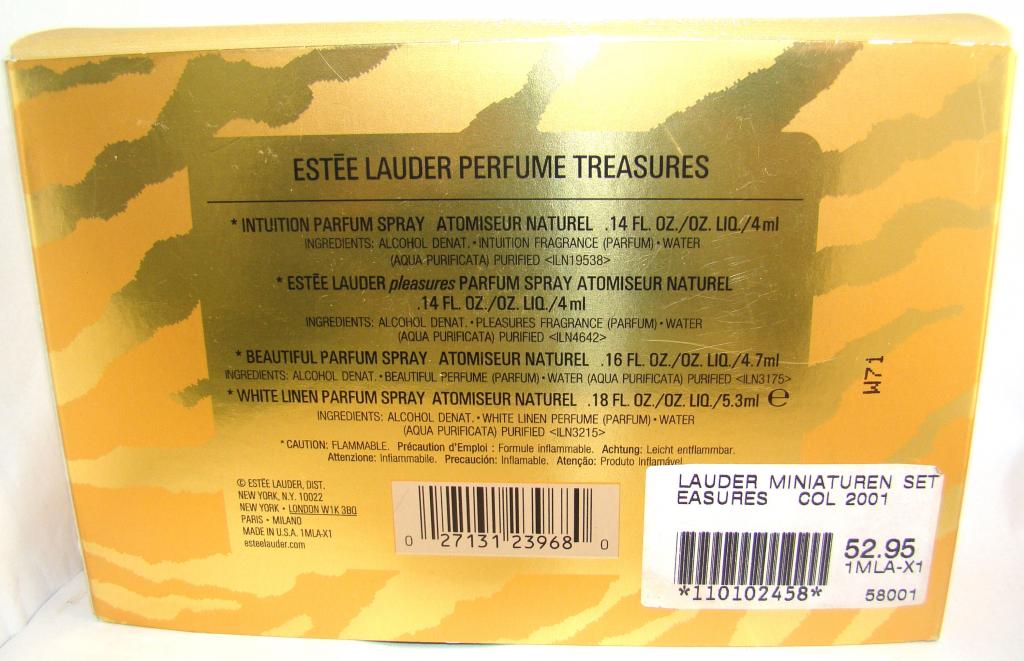 ESTĒE LAUDER PERFUME TREASURES
* INTUITION PARFUM SPRAY ATOMISEUR NATUREL .14 FL. OZ./OZ. LIQ./4 ml
INGREDIENTS: ALCOHOL DENAT. • INTUITION FRAGRANCE (PARFUM) • WATER
(AQUA PURIFICATA) PURIFIED <ILN19538>
* ESTĒE LAUDER pleasures PARFUM SPRAY ATOMISEUR NATUREL
.14 FL. OZ./OZ. LIQ./4 ml
INGREDIENTS: ALCOHOL DENAT. • PLEASURES FRAGRANCE (PARFUM) • WATER
(AQUA PURIFICATA) PURIFIED <ILN4642>
* BEAUTIFUL PARFUM SPRAY ATOMISEUR NATUREL .16 FL. OZ./OZ. LIQ./4.7ml
INGREDIENTS: ALCOHOL DENAT. • BEAUTIFUL PERFUME (PARFUM) • WATER (AQUA PURIFICATA) PURIFIED <ILN3175>
* WHITE LINEN PARFUM SPRAY ATOMISEUR NATUREL .18 FL. OZ./OZ. LIQ./5.3ml ℮
INGREDIENTS: ALCOHOL DENAT. • WHITE LINEN PERFUME (PARFUM) • WATER
(AQUA PURIFICATA) PURIFIED <ILN3215>
* CAUTION: FLAMMABLE. Précaution d'Emploi : Formule inflammable. Achtung: Leicht entflammbar.
Attenzione: Infiammabile. Precaución: Inflamable. Atenção: Produto Inflamável
W71
© ESTÉE LAUDER, DIST.
NEW YORK, N.Y. 10022
NEW YORK • LONDON W1K 3BQ
PARIS • MILANO
MADE IN U.S.A. 1MLA-X1
esteelauder.com
0 27131 23968 0
LAUDER MINIATUREN SET
EASURES COL 2001
52.95
1MLA-X1
*110102458* 58001